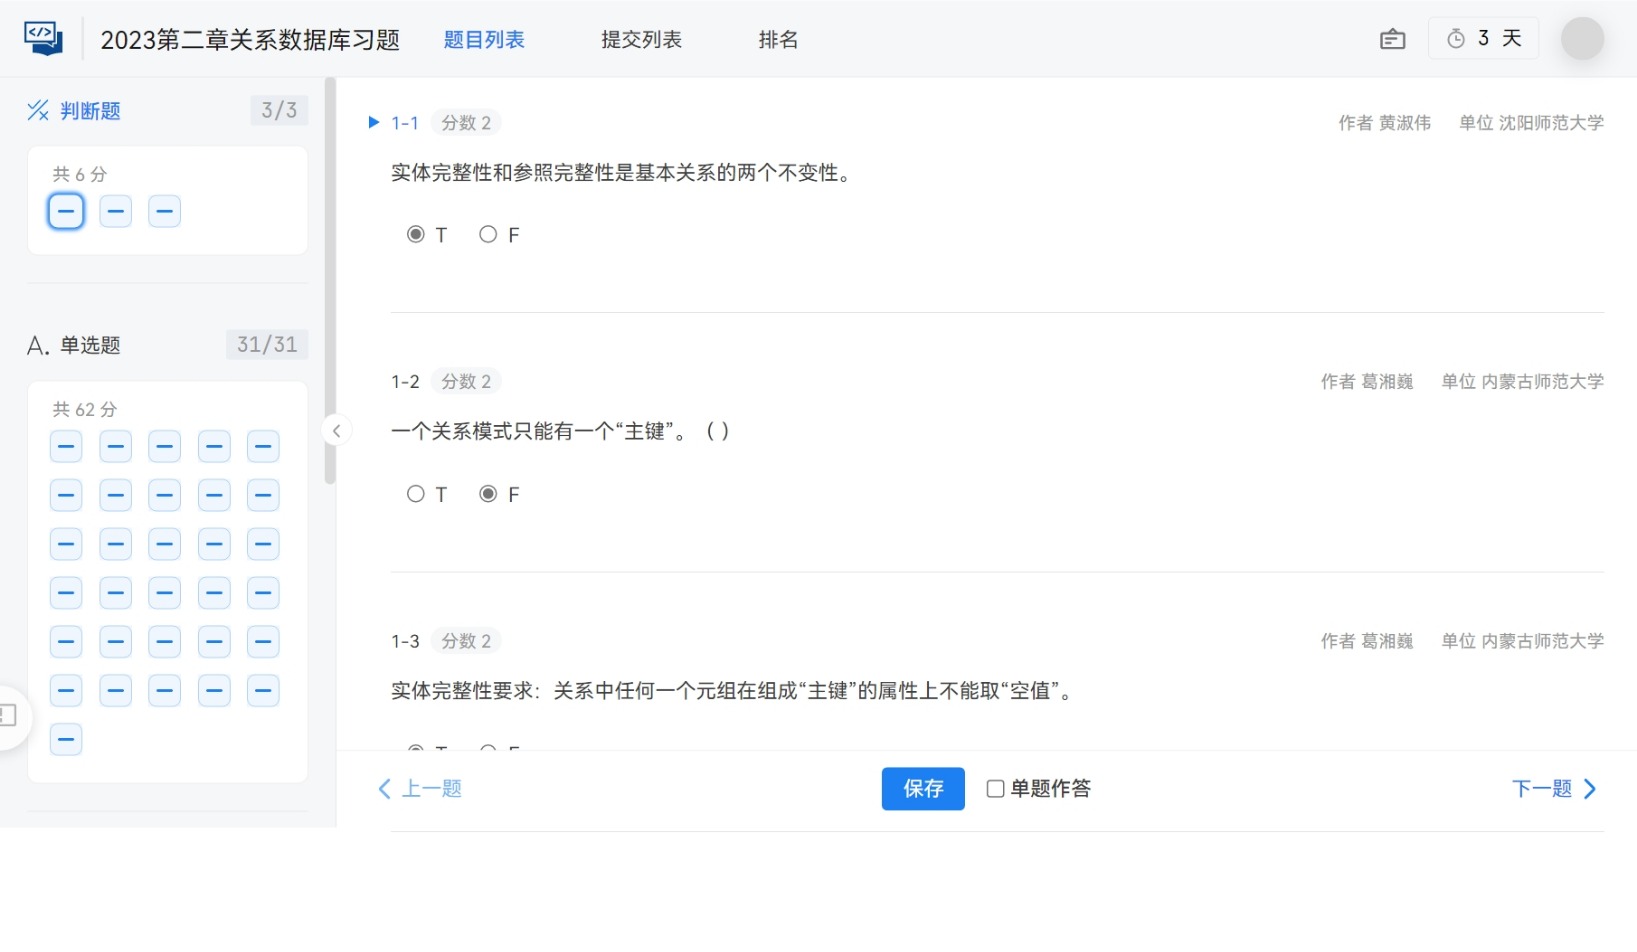 2023第二章关系数据库习题 题目列表 提交列表 排名 3 天
判断题 3/3
共 6 分
A. 单选题 31/31
共 62 分
1-1 分数 2 作者 黄淑伟 单位 沈阳师范大学
实体完整性和参照完整性是基本关系的两个不变性。
T F
1-2 分数 2 作者 葛湘巍 单位 内蒙古师范大学
一个关系模式只能有一个“主键”。（ ）
T F
1-3 分数 2 作者 葛湘巍 单位 内蒙古师范大学
实体完整性要求：关系中任何一个元组在组成“主键”的属性上不能取“空值”。
T F
上一题 保存 单题作答 下一题